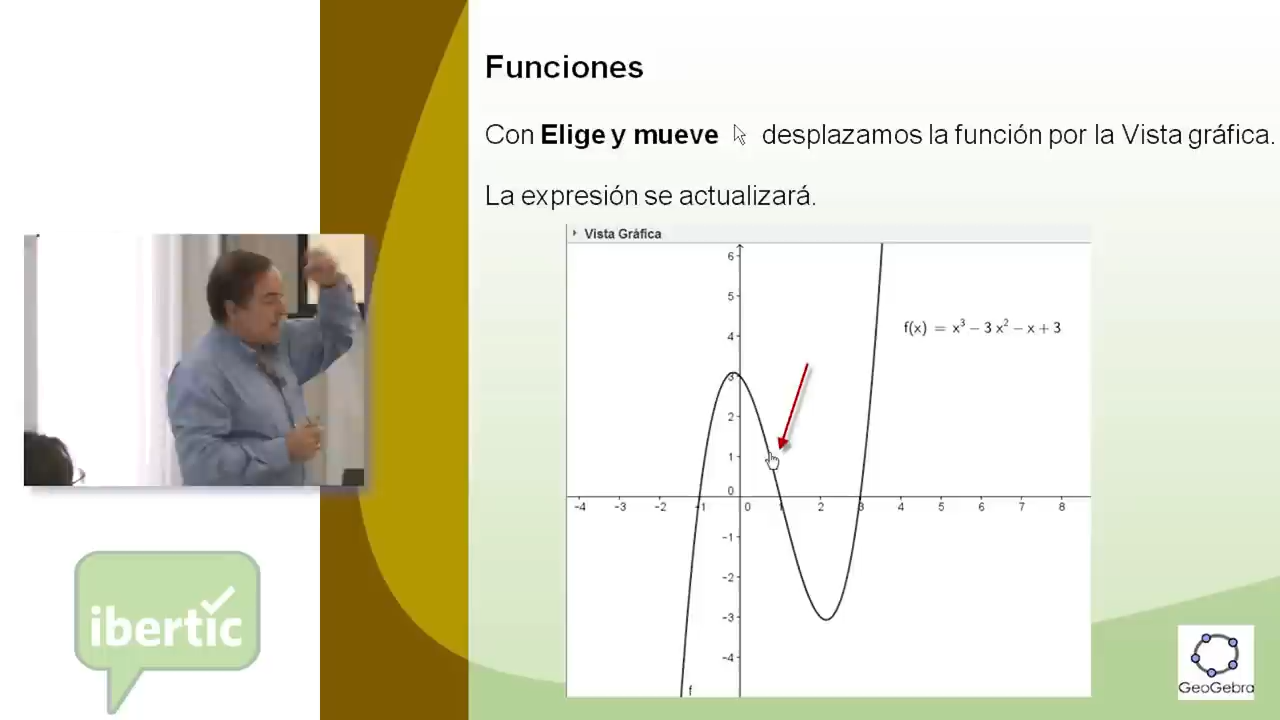 Funciones
Con Elige y mueve desplazamos la función por la Vista gráfica.
La expresión se actualizará.
Vista Gráfica
f(x) = x³ − 3 x² − x + 3
6
5
4
3
2
1
0
−4 −3 −2 −1 0 1 2 3 4 5 6 7 8
−1
−2
−3
−4
f
ibertic
GeoGebra